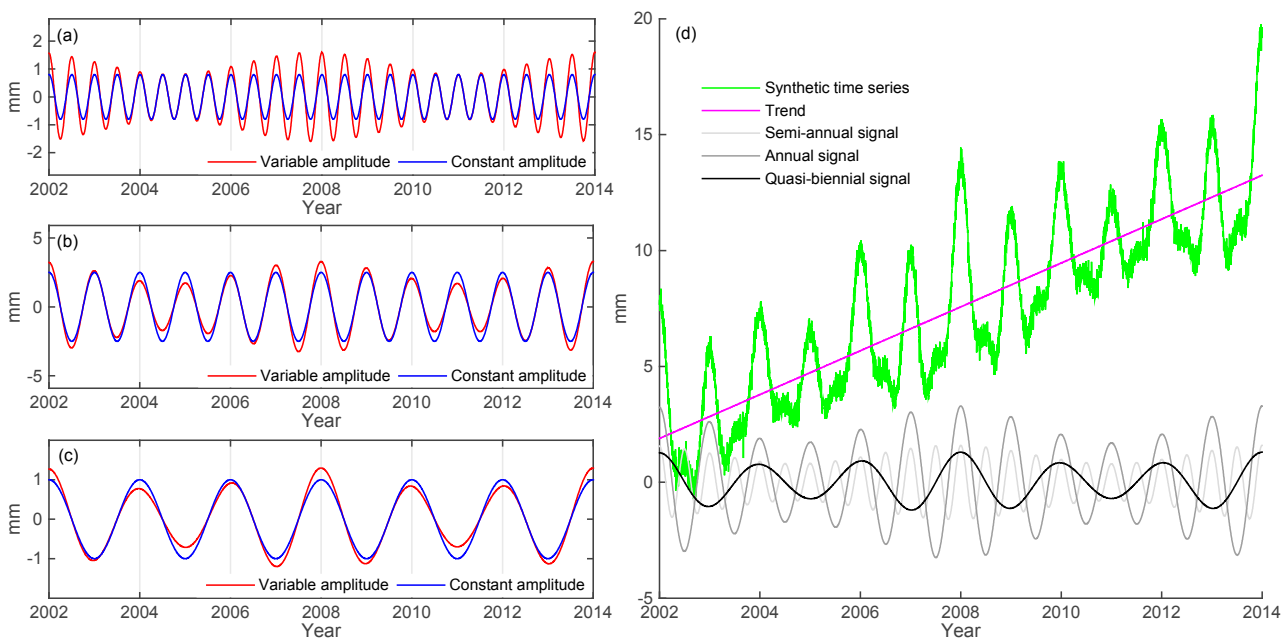 (a)
2
1
0
-1
-2
mm
Variable amplitude
Constant amplitude
2002 2004 2006 2008 2010 2012 2014
Year
(b)
5
0
-5
mm
Variable amplitude
Constant amplitude
2002 2004 2006 2008 2010 2012 2014
Year
(c)
1
0
-1
mm
Variable amplitude
Constant amplitude
2002 2004 2006 2008 2010 2012 2014
Year
(d)
20
15
10
5
0
-5
mm
Synthetic time series
Trend
Semi-annual signal
Annual signal
Quasi-biennial signal
2002 2004 2006 2008 2010 2012 2014
Year